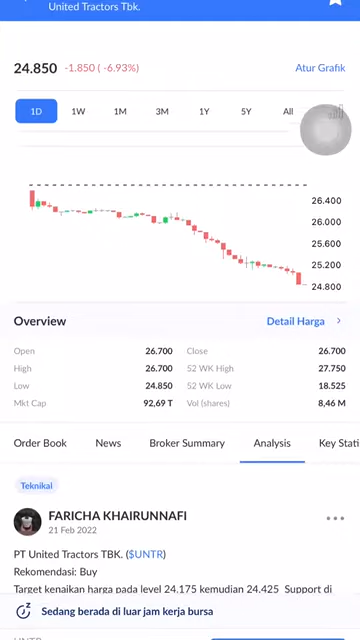 United Tractors Tbk.
24.850 -1.850 ( -6.93%) Atur Grafik
1D 1W 1M 3M 1Y 5Y All
26.400
26.000
25.600
25.200
24.800
Overview Detail Harga
Open 26.700 Close 26.700
High 26.700 52 WK High 27.750
Low 24.850 52 WK Low 18.525
Mkt Cap 92,69 T Vol (shares) 8,46 M
Order Book News Broker Summary Analysis Key Stati
Teknikal
FARICHA KHAIRUNNAFI
21 Feb 2022
PT United Tractors TBK. ($UNTR)
Rekomendasi: Buy
Target kenaikan harga pada level 24.175 kemudian 24.425 Support di
Sedang berada di luar jam kerja bursa
UNTR